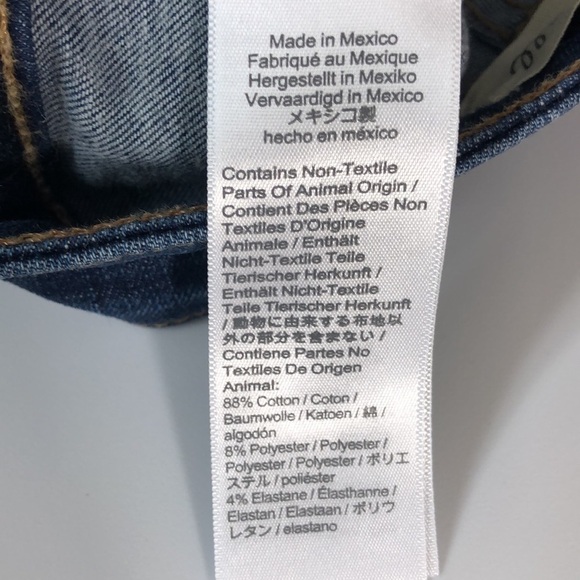 Made in Mexico
Fabriqué au Mexique
Hergestellt in Mexiko
Vervaardigd in Mexico
メキシコ製
hecho en méxico
Contains Non-Textile
Parts Of Animal Origin /
Contient Des Pièces Non
Textiles D'Origine
Animale / Enthält
Nicht-Textile Teile
Tierischer Herkunft /
Enthält Nicht-Textile
Teile Tierischer Herkunft
/ 動物に由来する布地以
外の部分を含まない /
Contiene Partes No
Textiles De Origen
Animal:
88% Cotton / Coton /
Baumwolle / Katoen / 綿 /
algodón
8% Polyester / Polyester /
Polyester / Polyester / ポリエ
ステル / poliéster
4% Elastane / Élasthanne /
Elastan / Elastaan / ポリウ
レタン / elastano